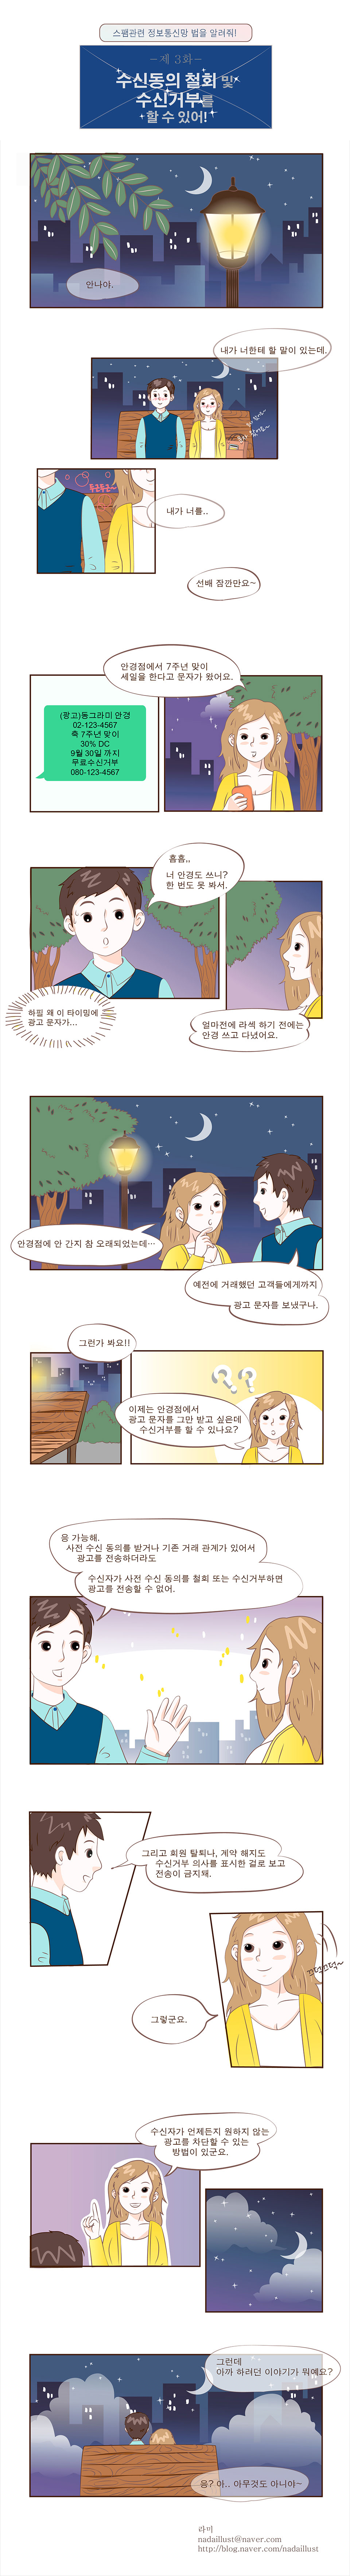 스팸관련 정보통신망 법을 알려줘!
-제 3화-
수신동의 철회 및
수신거부를
할 수 있어!
안나야.
내가 너한테 할 말이 있는데.
두근두근~
내가 너를..
선배 잠깐만요~
안경점에서 7주년 맞이
세일을 한다고 문자가 왔어요.
(광고)동그라미 안경
02-123-4567
축 7주년 맞이
30% DC
9월 30일 까지
무료수신거부
080-123-4567
흠흠,,
너 안경도 쓰니?
한 번도 못 봐서.
하필 왜 이 타이밍에
광고 문자가...
얼마전에 라섹 하기 전에는
안경 쓰고 다녔어요.
안경점에 안 간지 참 오래되었는데…
예전에 거래했던 고객들에게까지
광고 문자를 보냈구나.
그런가 봐요!!
??
이제는 안경점에서
광고 문자를 그만 받고 싶은데
수신거부를 할 수 있나요?
응 가능해.
사전 수신 동의를 받거나 기존 거래 관계가 있어서
광고를 전송하더라도
수신자가 사전 수신 동의를 철회 또는 수신거부하면
광고를 전송할 수 없어.
그리고 회원 탈퇴나, 계약 해지도
수신거부 의사를 표시한 걸로 보고
전송이 금지돼.
끄덕끄덕~
그렇군요.
수신자가 언제든지 원하지 않는
광고를 차단할 수 있는
방법이 있군요.
그런데
아까 하려던 이야기가 뭐예요?
응? 아.. 아무것도 아니야~
라미
nadaillust@naver.com
http://blog.naver.com/nadaillust